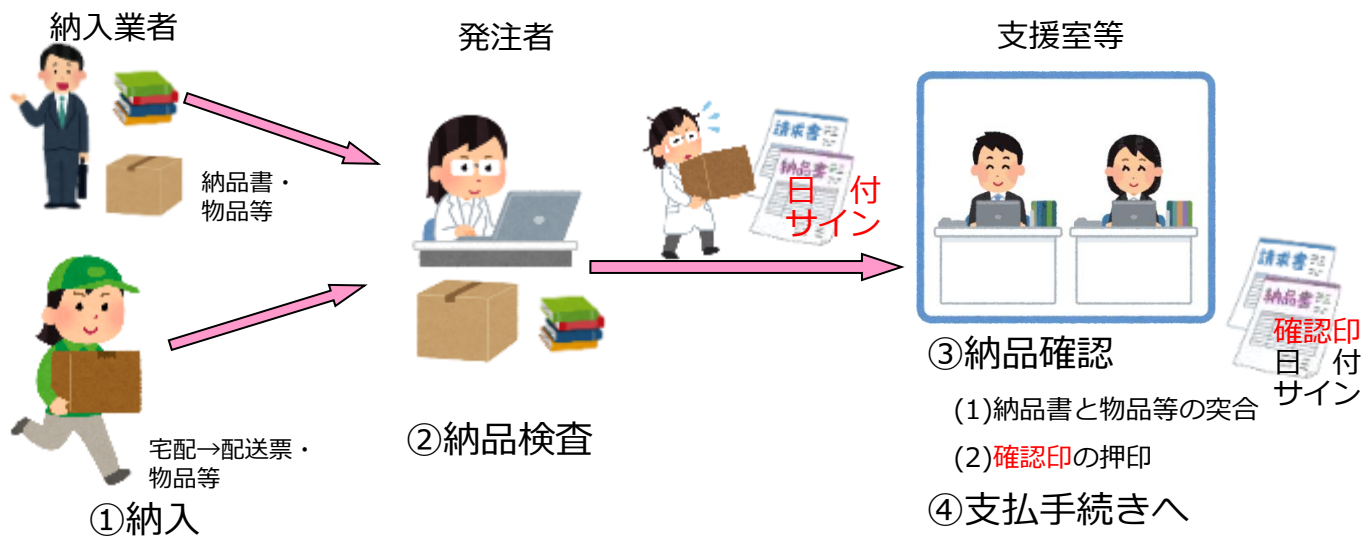 納入業者
納品書・
物品等
宅配→配送票・
物品等
①納入
発注者
②納品検査
請求書
納品書
日　付
サイン
支援室等
③納品確認
(1)納品書と物品等の突合
(2)確認印の押印
④支払手続きへ
請求書
納品書
確認印
日　付
サイン